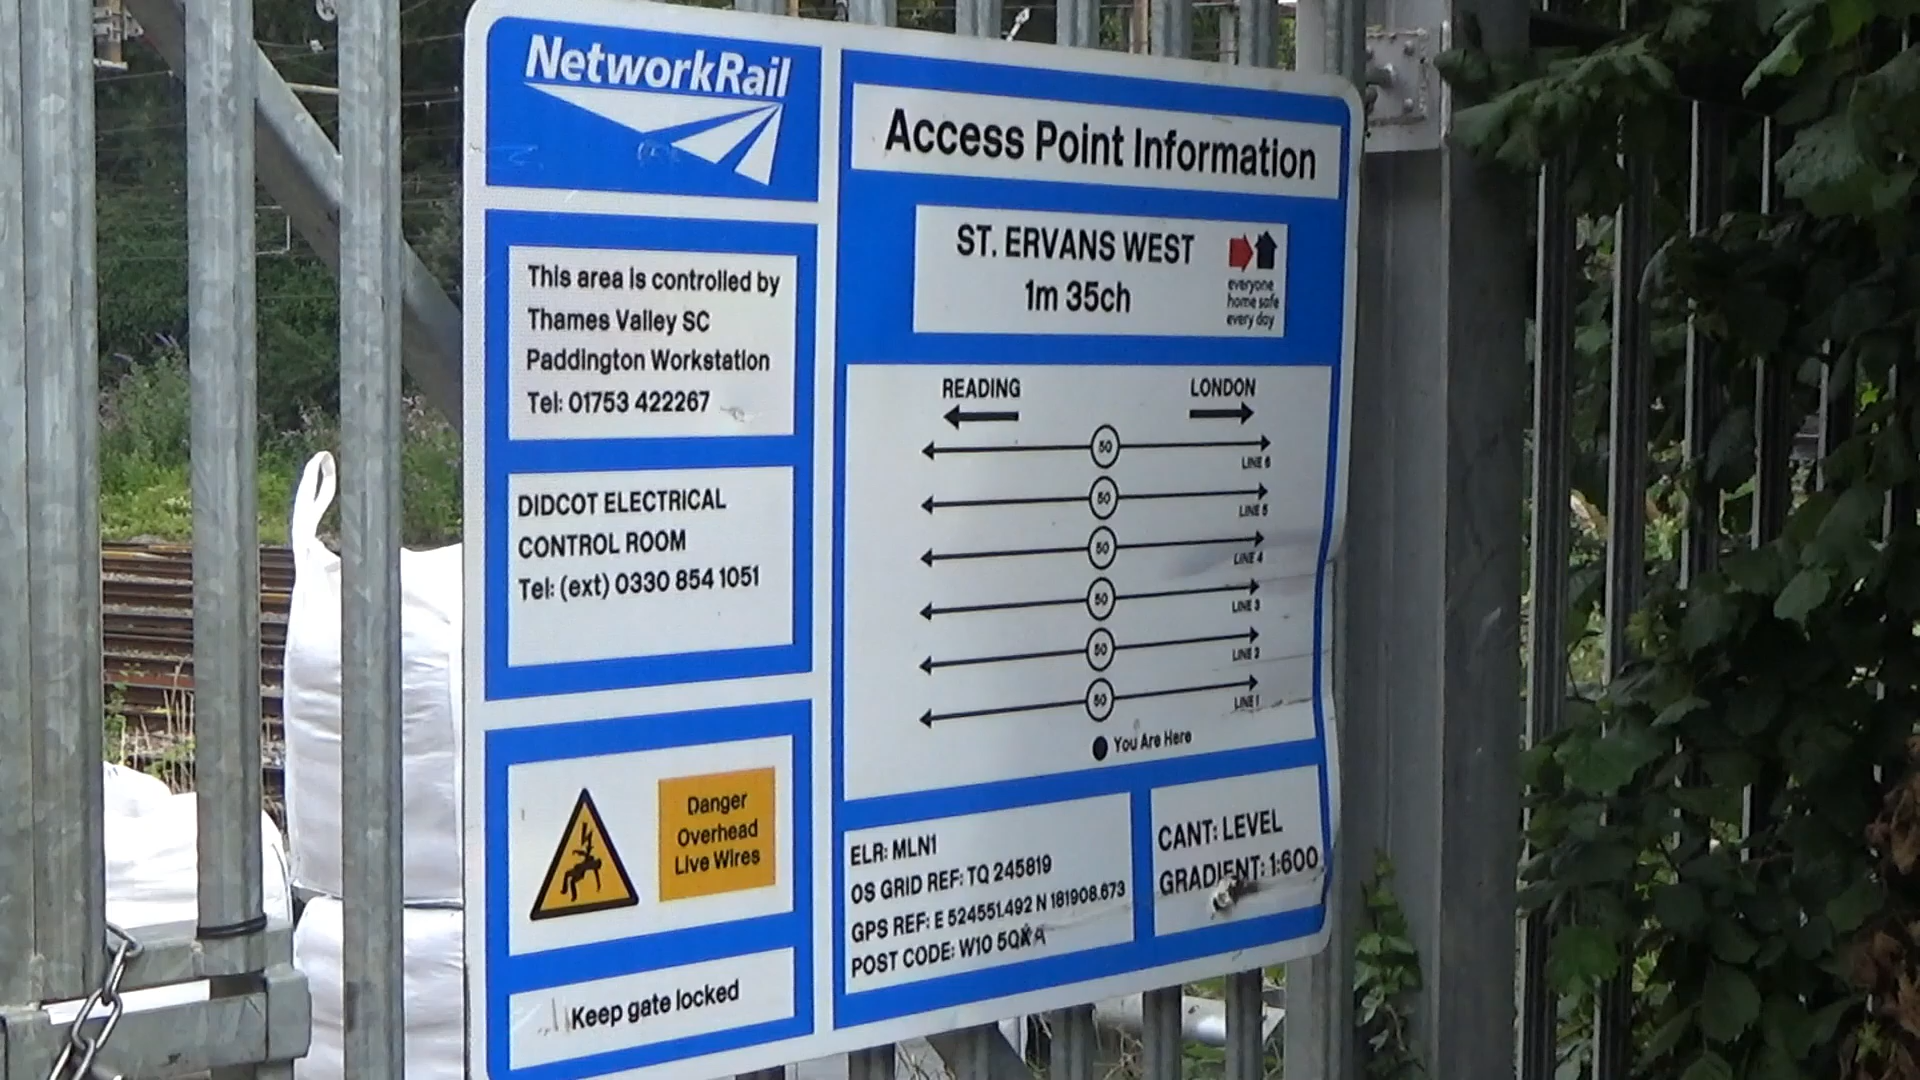 NetworkRail
Access Point Information
ST. ERVANS WEST
1m 35ch
everyone
home safe
every day
This area is controlled by
Thames Valley SC
Paddington Workstation
Tel: 01753 422267
DIDCOT ELECTRICAL
CONTROL ROOM
Tel: (ext) 0330 854 1051
Danger
Overhead
Live Wires
Keep gate locked
READING
LONDON
50
LINE 6
50
LINE 5
50
LINE 4
50
LINE 3
50
LINE 2
50
LINE 1
You Are Here
ELR: MLN1
OS GRID REF: TQ 245819
GPS REF: E 524551.492 N 181908.673
POST CODE: W10
CANT: LEVEL
GRADIENT: 1:600